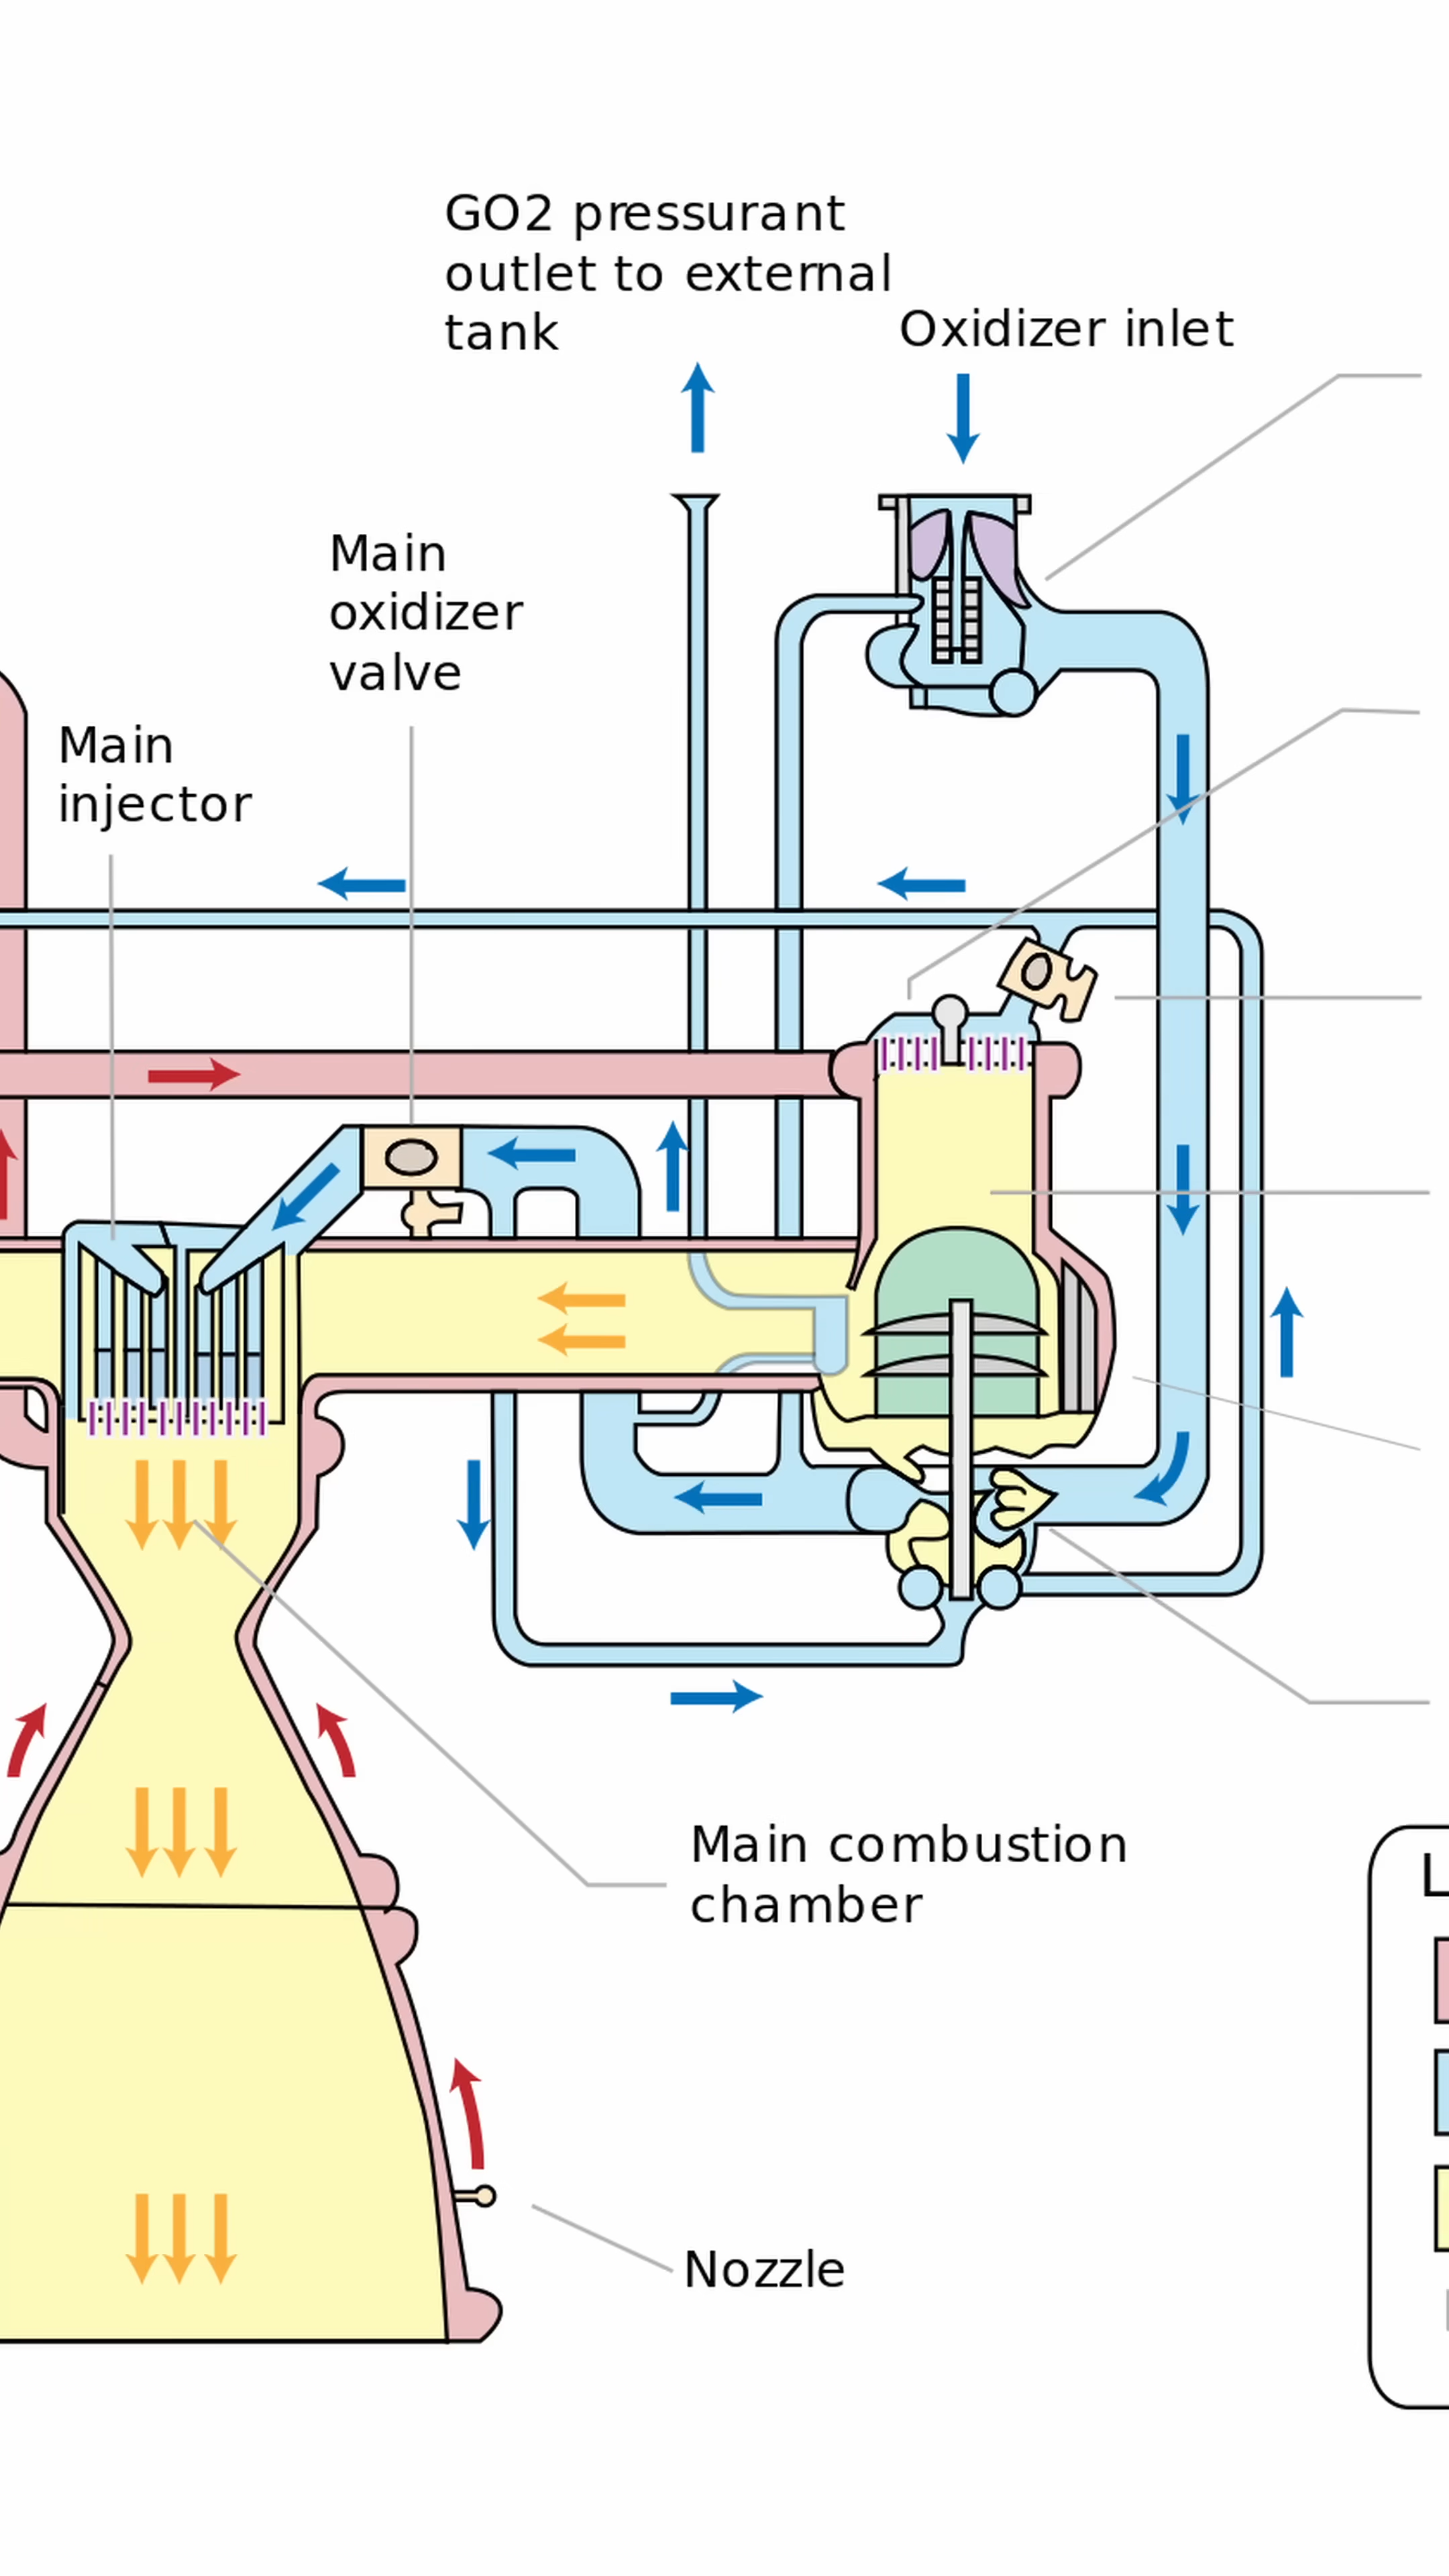 GO2 pressurant
outlet to external
tank
Oxidizer inlet
Main
oxidizer
valve
Main
injector
Main combustion
chamber
Nozzle
L